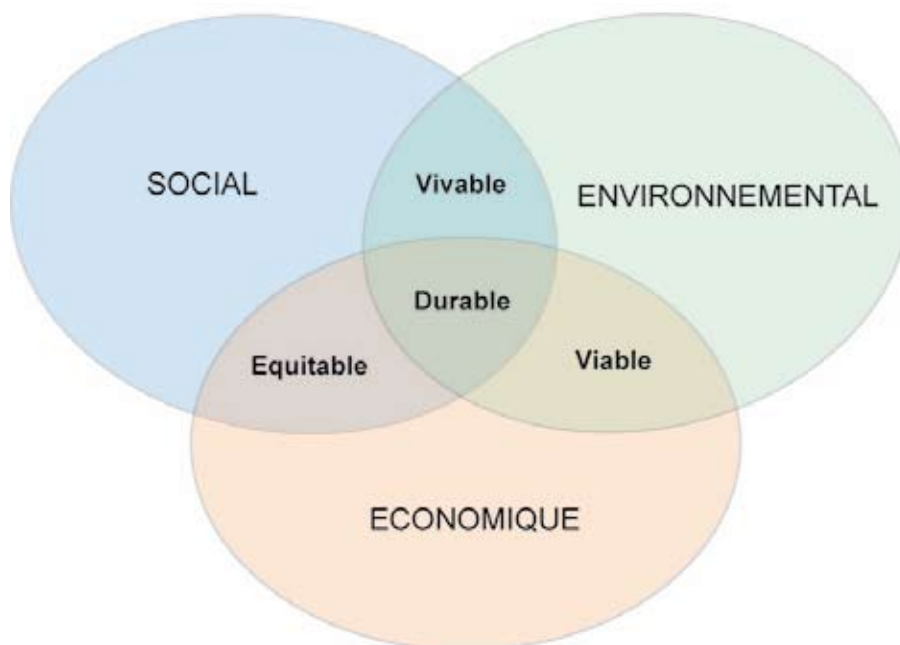 SOCIAL
Vivable
ENVIRONNEMENTAL
Durable
Equitable
Viable
ECONOMIQUE